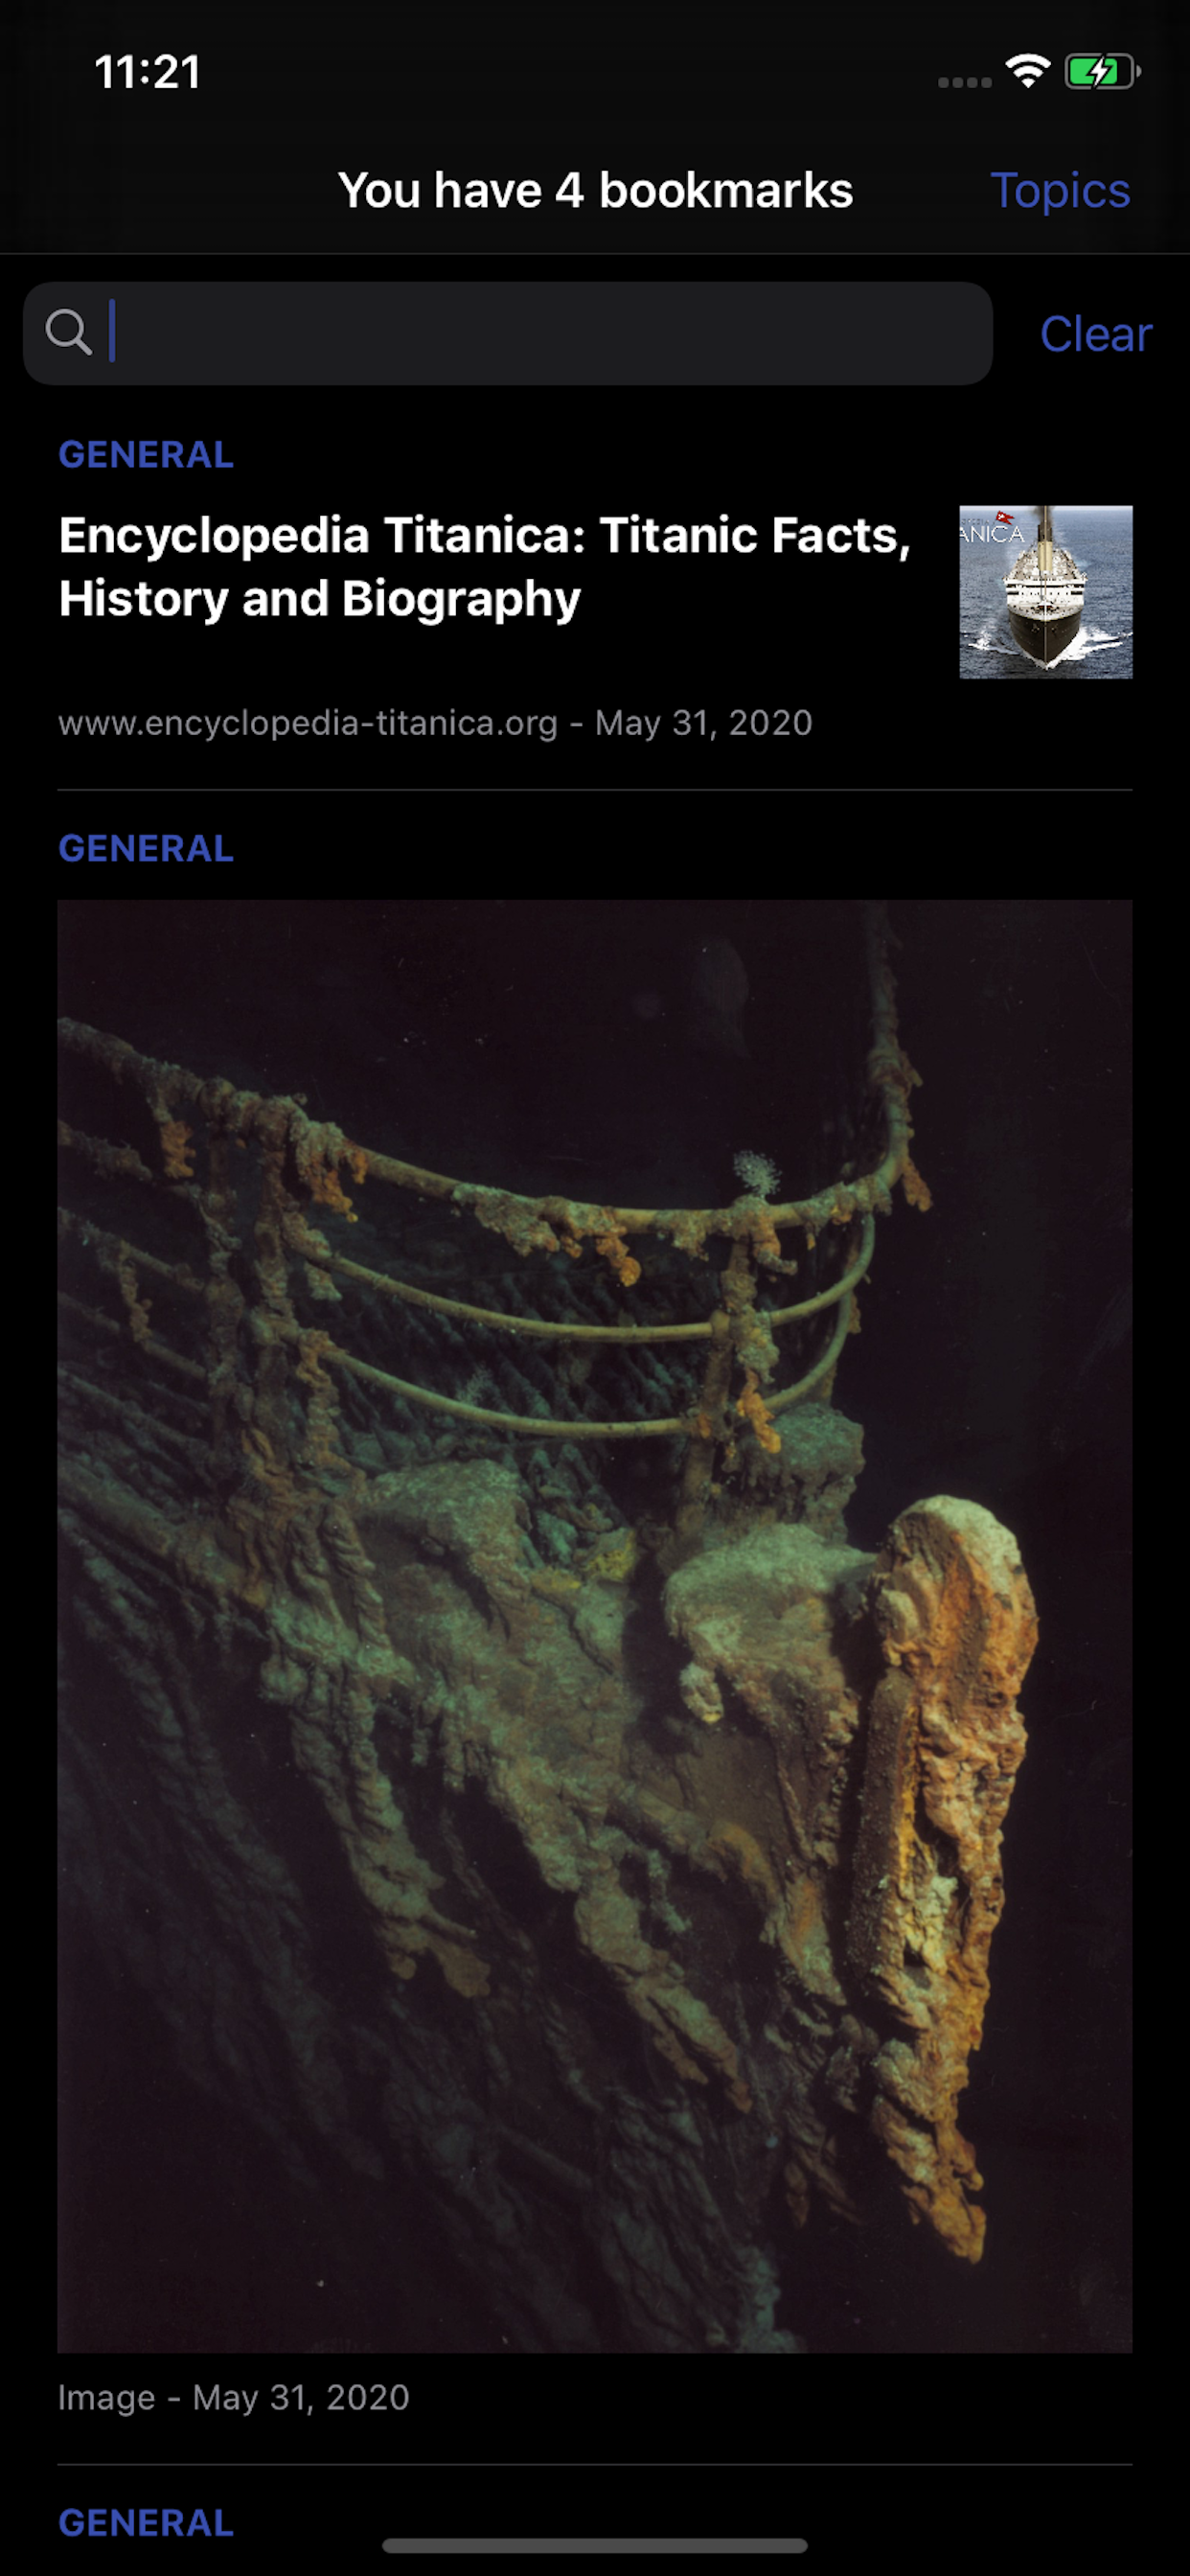 11:21
You have 4 bookmarks
Topics
Clear
GENERAL
Encyclopedia Titanica: Titanic Facts,
History and Biography
ANICA
www.encyclopedia-titanica.org - May 31, 2020
GENERAL
Image - May 31, 2020
GENERAL